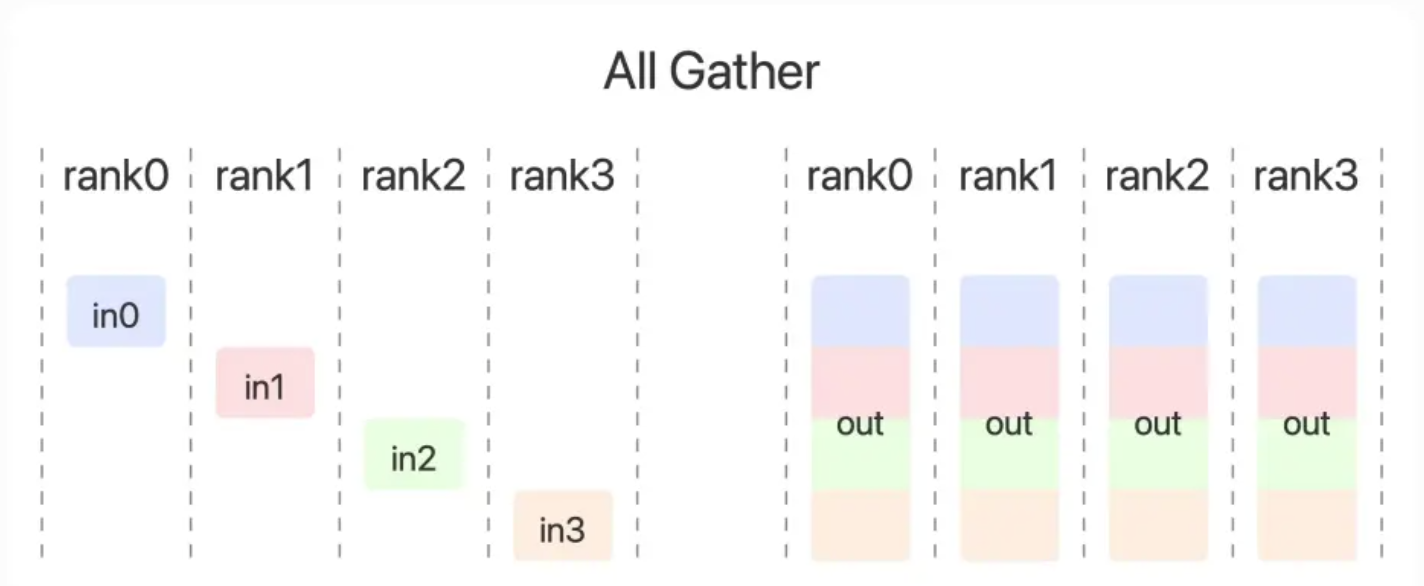 All Gather
rank0 rank1 rank2 rank3 rank0 rank1 rank2 rank3
in0
in1
out out out out
in2
in3